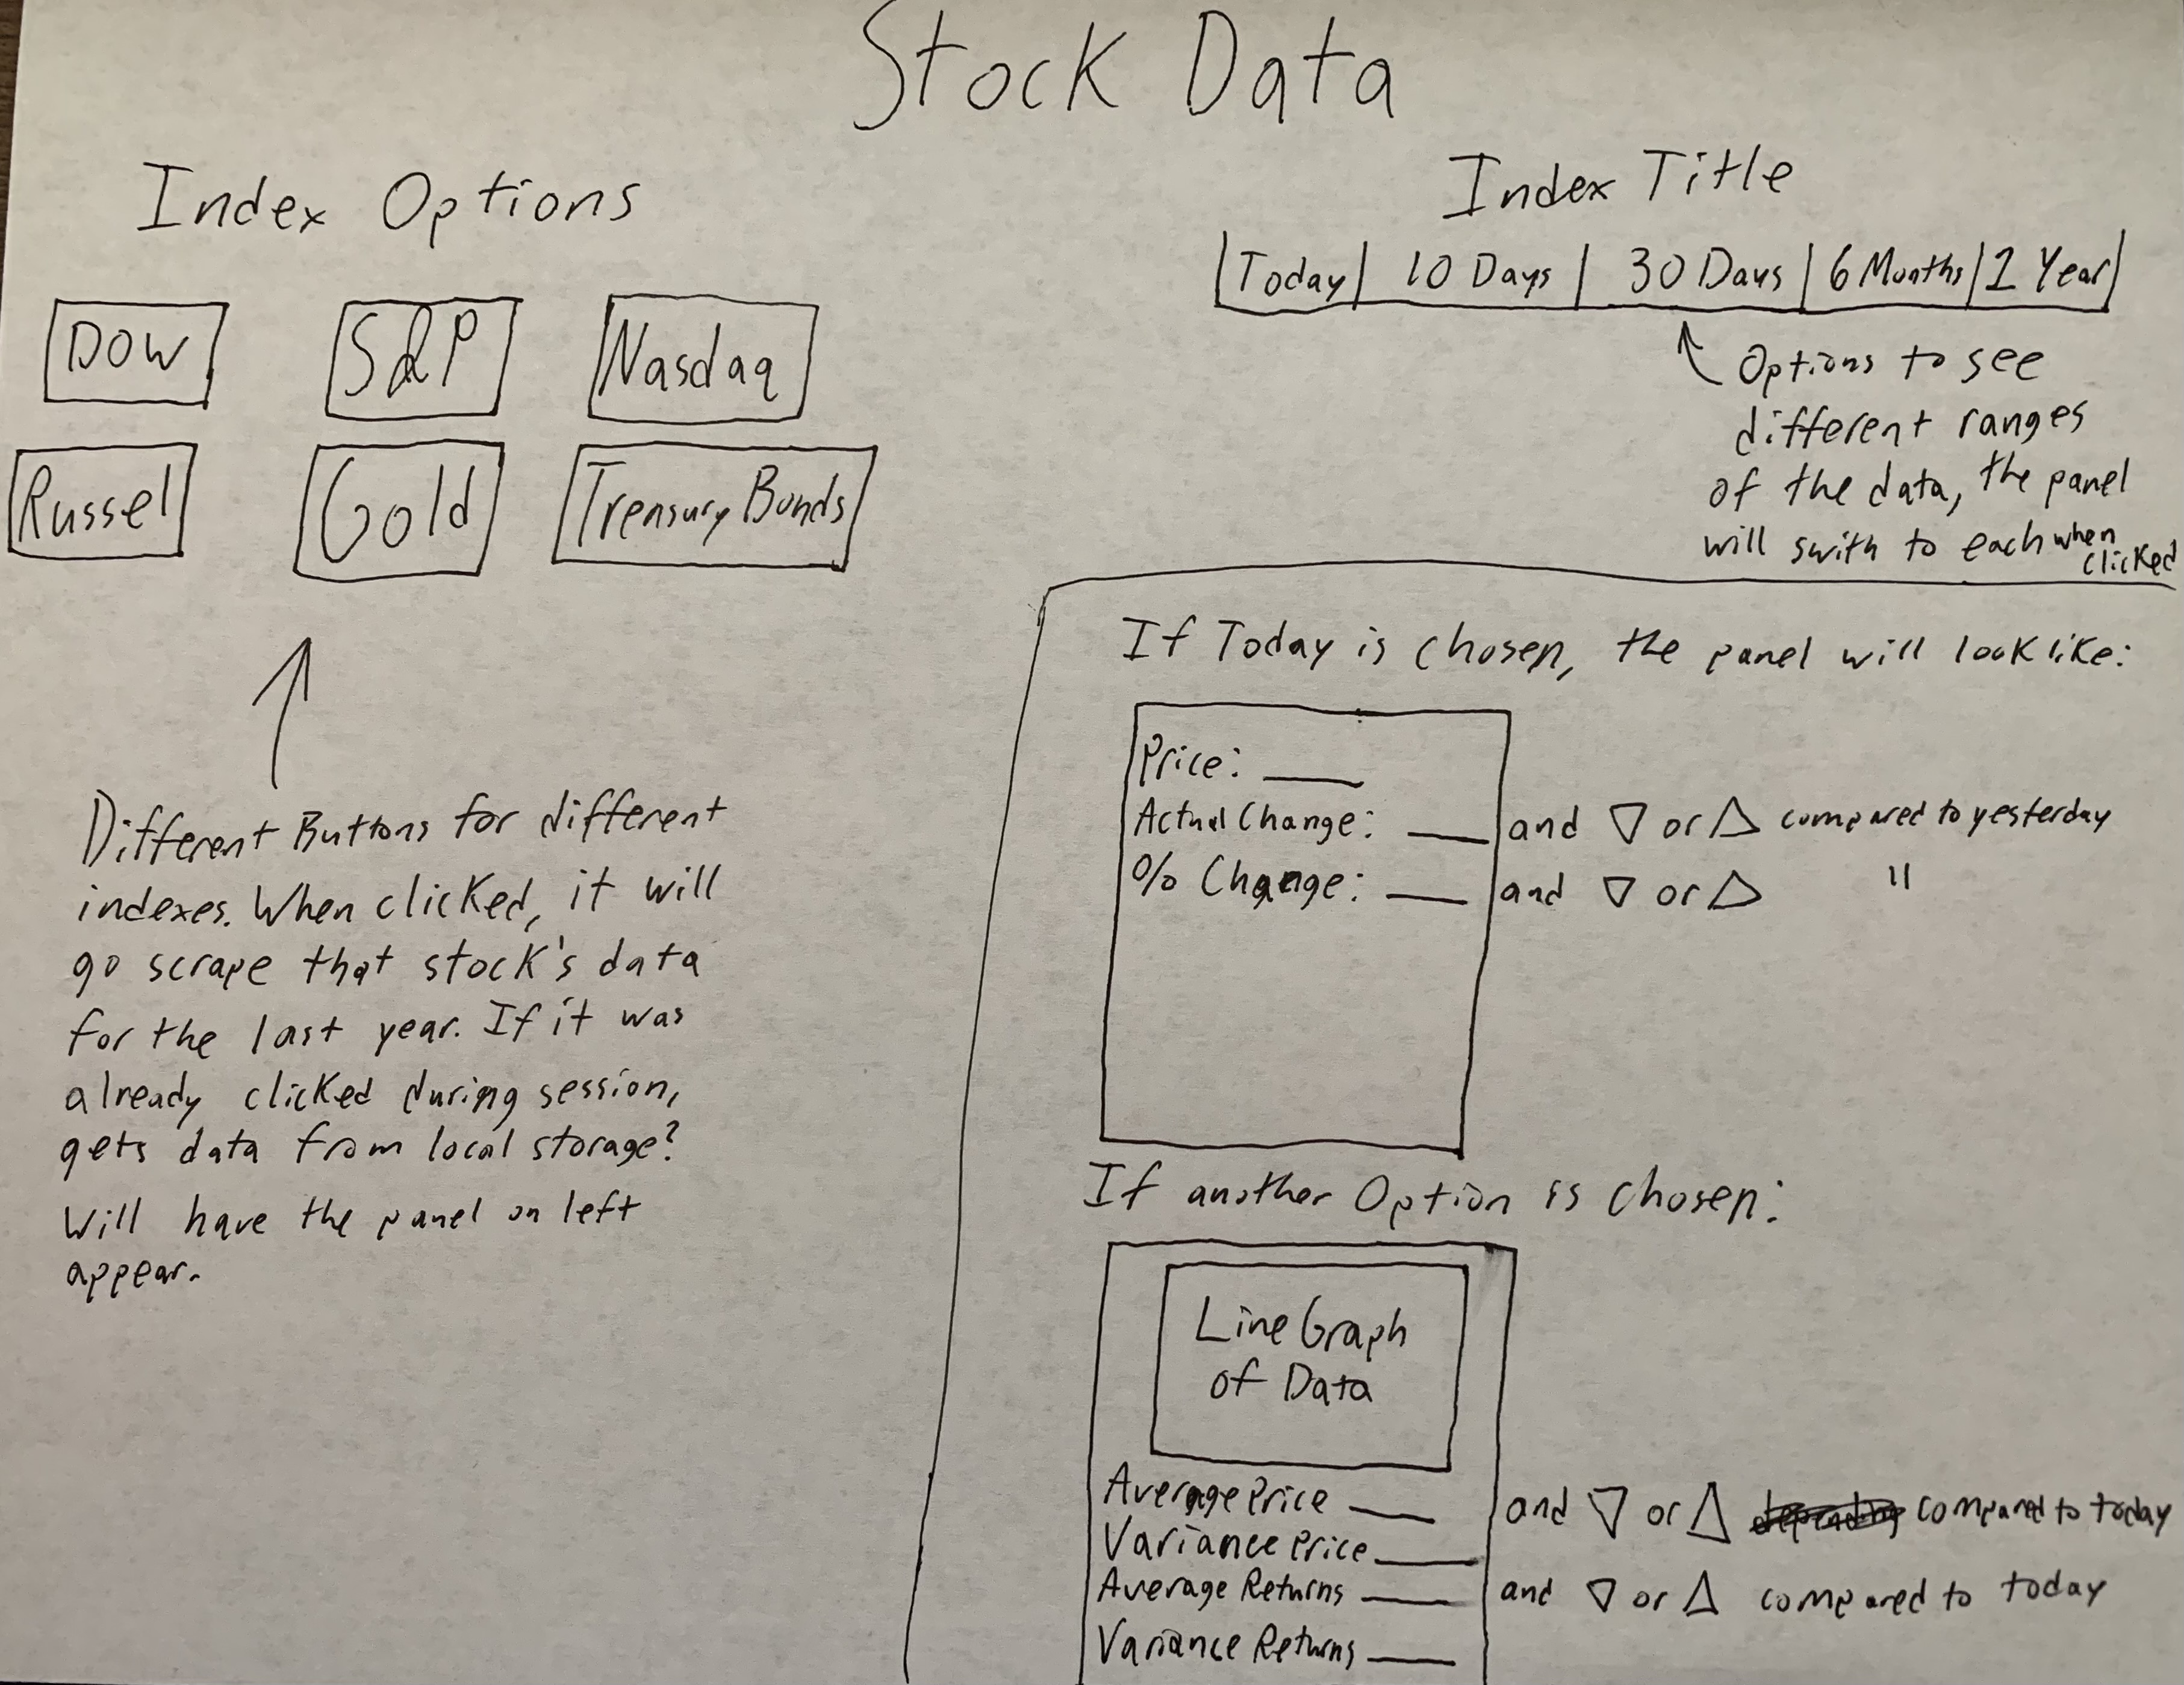 Stock Data
Index Options
DOW
S&P
Nasdaq
Russel
Gold
Treasury Bonds
Different Buttons for different
indexes. When clicked, it will
go scrape that stock's data
for the last year. If it was
already clicked during session,
gets data from local storage?
Will have the panel on left
appear.
Index Title
Today 10 Days 30 Days 6 Months 1 Year
Options to see
different ranges
of the data, the panel
will swith to each when
clicked
If Today is chosen, the panel will look like:
Price: ____
Actual Change: ____ and ▽ or △ compared to yesterday
% Change: ____ and ▽ or △ "
If another Option is chosen:
Line Graph
of Data
Average Price ____ and ▽ or △ compared to today
Variance Price ____
Average Returns ____ and ▽ or △ compared to today
Variance Returns ____